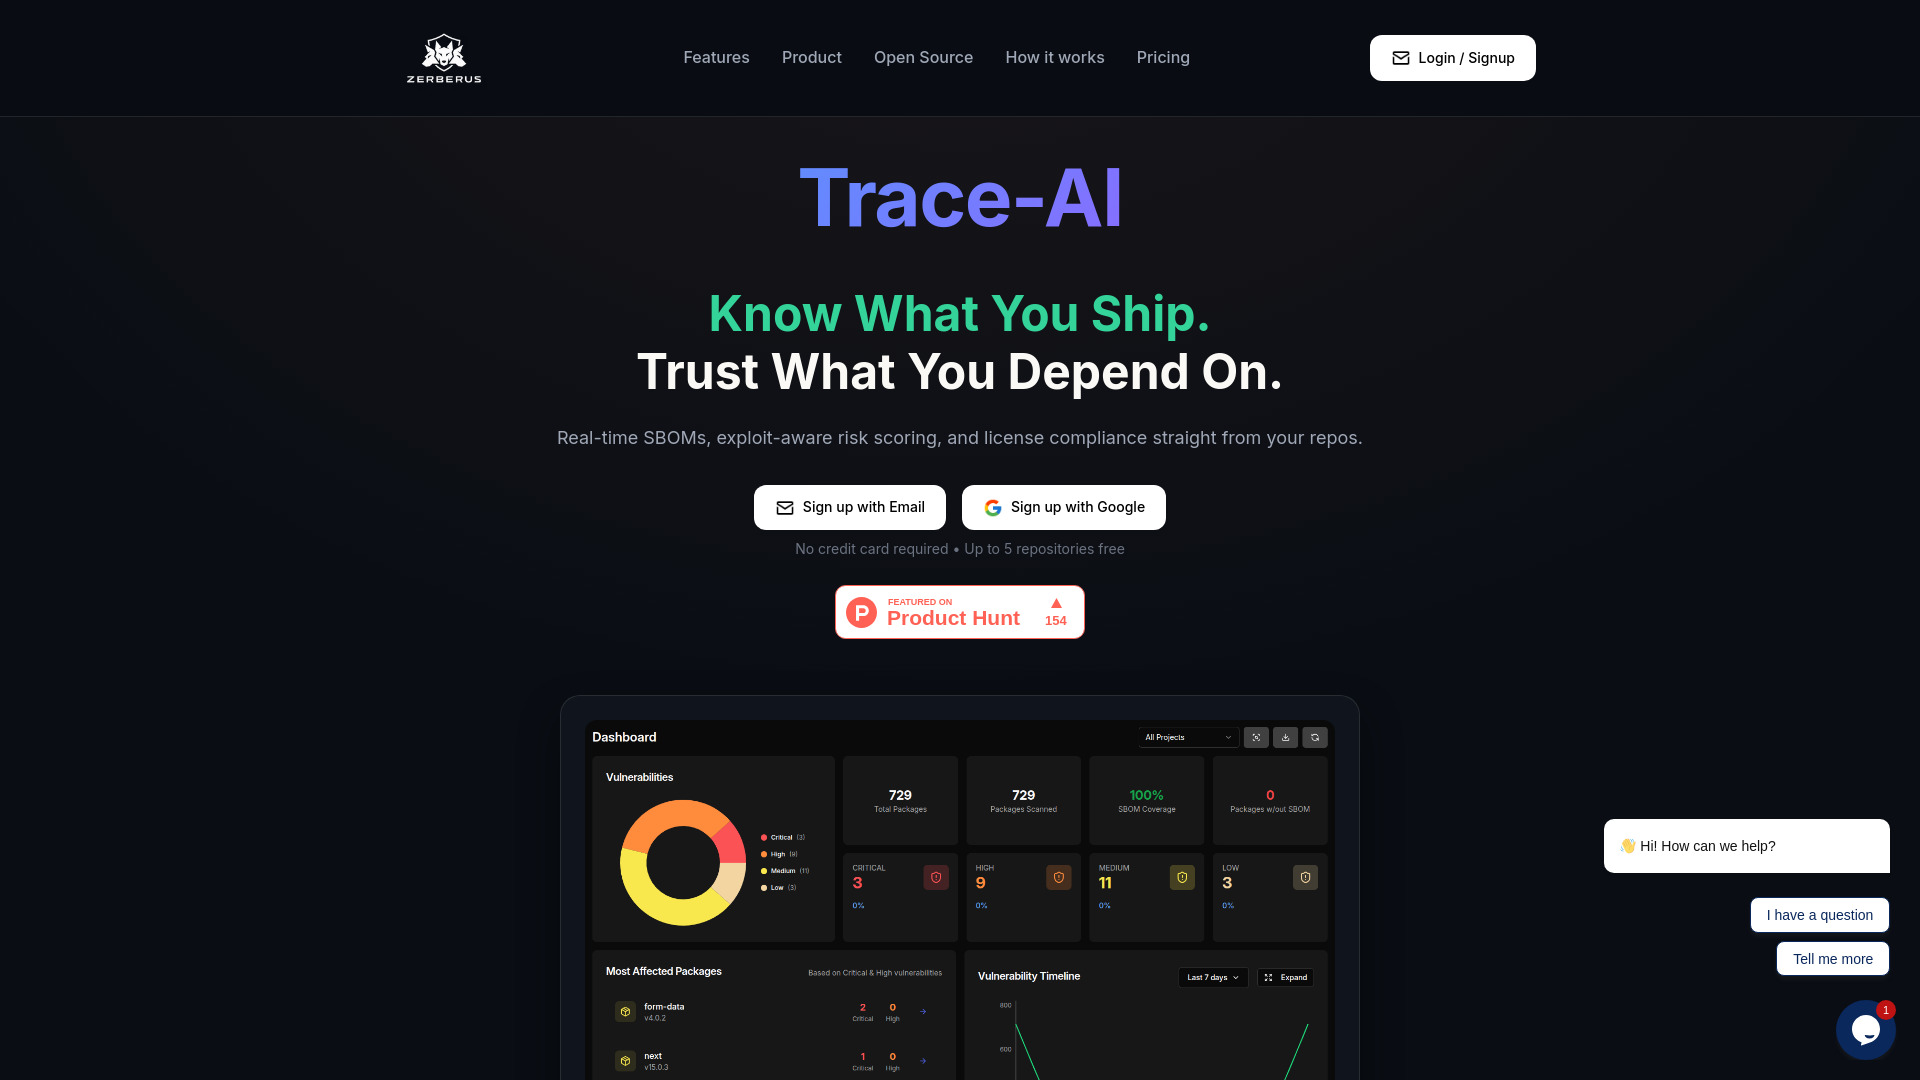 ZERBERUS
Features
Product
Open Source
How it works
Pricing
Login / Signup
Trace-AI
Know What You Ship.
Trust What You Depend On.
Real-time SBOMs, exploit-aware risk scoring, and license compliance straight from your repos.
Sign up with Email
Sign up with Google
No credit card required • Up to 5 repositories free
P
FEATURED ON
Product Hunt
154
Dashboard
All Projects
Vulnerabilities
Critical (3)
High (9)
Medium (11)
Low (3)
729
Total Packages
729
Packages Scanned
100%
SBOM Coverage
0
Packages w/out SBOM
CRITICAL
3
0%
HIGH
9
0%
MEDIUM
11
0%
LOW
3
0%
Most Affected Packages
Based on Critical & High vulnerabilities
form-data
v4.0.2
2
Critical
0
High
next
v15.0.3
1
Critical
0
High
Vulnerability Timeline
Last 7 days
Expand
800
600
👋 Hi! How can we help?
I have a question
Tell me more
1